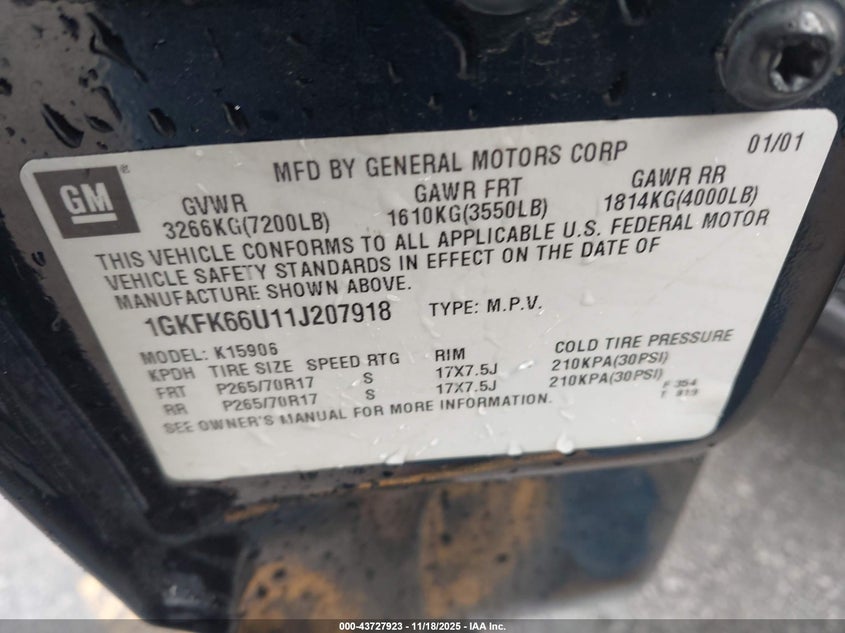 GM
®
MFD BY GENERAL MOTORS CORP 01/01
GVWR GAWR FRT GAWR RR
3266KG(7200LB) 1610KG(3550LB) 1814KG(4000LB)
THIS VEHICLE CONFORMS TO ALL APPLICABLE U.S. FEDERAL MOTOR
VEHICLE SAFETY STANDARDS IN EFFECT ON THE DATE OF
MANUFACTURE SHOWN ABOVE.
1GKFK66U11J207918 TYPE: M.P.V.
MODEL: K15906
KPDH TIRE SIZE SPEED RTG RIM COLD TIRE PRESSURE
FRT P265/70R17 S 17X7.5J 210KPA(30PSI)
RR P265/70R17 S 17X7.5J 210KPA(30PSI)
SEE OWNER'S MANUAL FOR MORE INFORMATION.
F 354
T 819
000-43727923 - 11/18/2025 - IAA Inc.